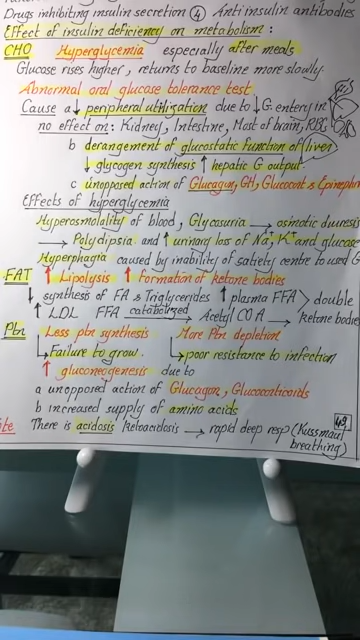 Drugs inhibiting insulin secretion ④ Anti insulin antibodies
Effect of insulin deficiency on metabolism :
CHO Hyperglycemia especially after meals
Glucose rises higher, returns to baseline more slowly.
Abnormal oral glucose tolerance test
Cause a ↓ peripheral utilization due to ↓ G entery in
no effect on: Kidney, Intestine, Most of brain, RBC
b derangement of glucostatic function of liver
↓ glycogen synthesis ↑ hepatic G output.
c unopposed action of Glucagon, GH, Glucocort & Epineph
Effects of hyperglycemia
Hyperosmolality of blood, Glycosuria → osmotic diuresis
→ Polydipsia and ↑ urinary loss of Na⁺, K⁺ and glucose
Hyperphagia caused by inability of satiety centre to used G
FAT ↑ Lipolysis ↑ formation of ketone bodies
↓ synthesis of FA & Triglycerides ↑ plasma FFA
↑ LDL FFA catabolized → Acetyl COA → double ketone bodies
Ptn Less ptn synthesis More Ptn depletion
Failure to grow. poor resistance to infection
↑ gluconeogenesis due to
a unopposed action of Glucagon, Glucocorticoids
b increased supply of amino acids
There is acidosis ketoacidosis → rapid deep resp (Kussmaul
breathing)
49